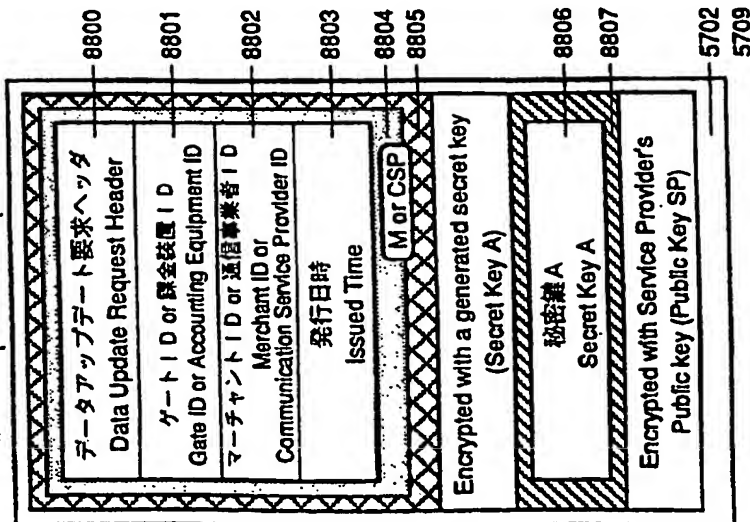 データアップデート要求ヘッダ
Data Update Request Header
8800
ゲートID or 課金装置ID
Gate ID or Accounting Equipment ID
8801
マーチャントID or 通信事業者ID
Merchant ID or
Communication Service Provider ID
8802
発行日時
Issued Time
8803
8804
M or CSP
8805
Encrypted with a generated secret key
(Secret Key A)
秘密鍵A
Secret Key A
8806
8807
Encrypted with Service Provider's
Public key (Public Key SP)
5702
5709